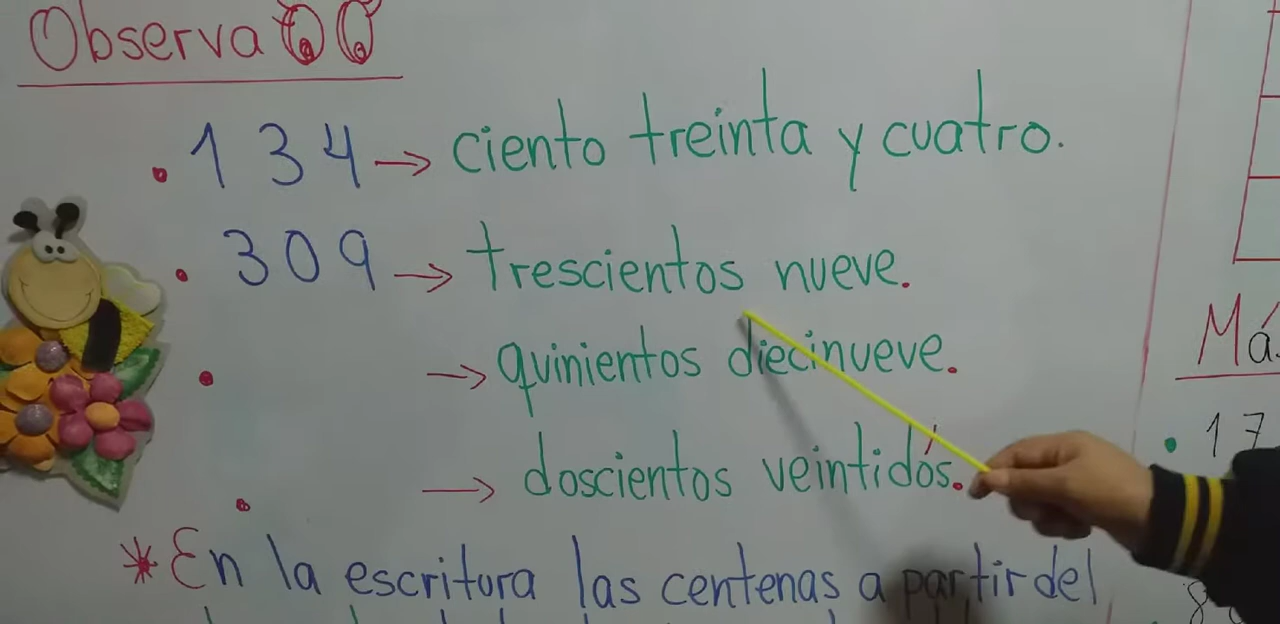 Observa
. 134 → ciento treinta y cuatro.
. 309 → trescientos nueve.
. → quinientos diecinueve.
. → doscientos veintidós.
* En la escritura las centenas a partir del
Má
. 17
8